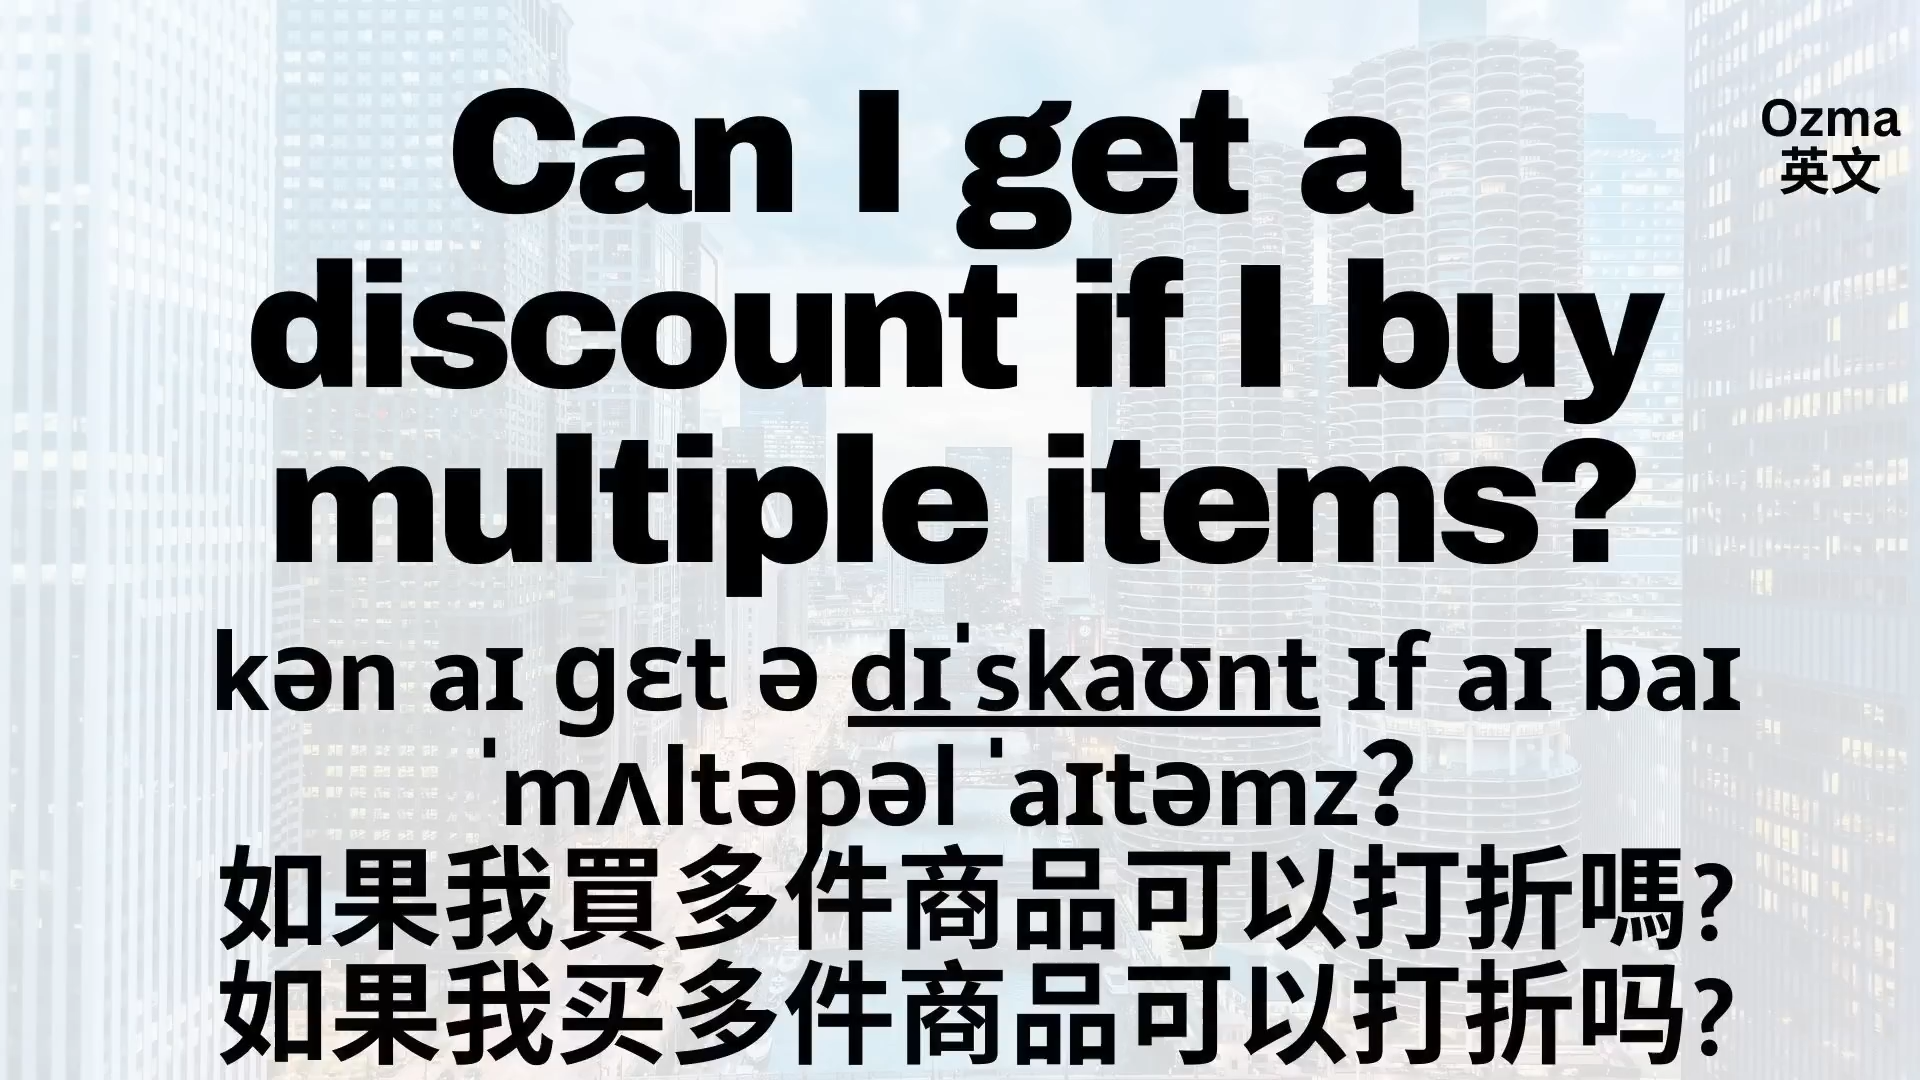 Can I get a
discount if I buy
multiple items?
Ozma
英文
kən aɪ gɛt ə dɪˈskaʊnt ɪf aɪ baɪ
ˈmʌltəpəl ˈaɪtəmz?
如果我買多件商品可以打折嗎?
如果我买多件商品可以打折吗?